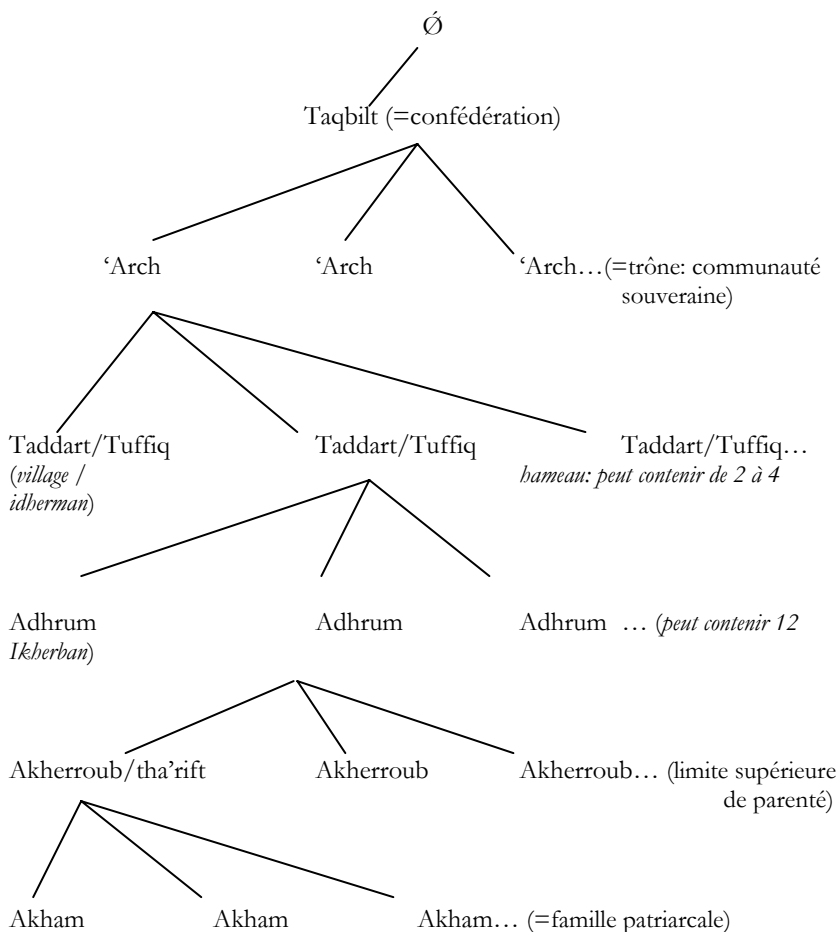 Ǿ
Taqbilt (=confédération)
‘Arch ‘Arch ‘Arch…(=trône: communauté
souveraine)
Taddart/Tuffiq Taddart/Tuffiq Taddart/Tuffiq…
(village / hameau: peut contenir de 2 à 4
idherman)
Adhrum Adhrum Adhrum … (peut contenir 12
Ikherban)
Akherroub/tha’rift Akherroub Akherroub… (limite supérieure
de parenté)
Akham Akham Akham… (=famille patriarcale)